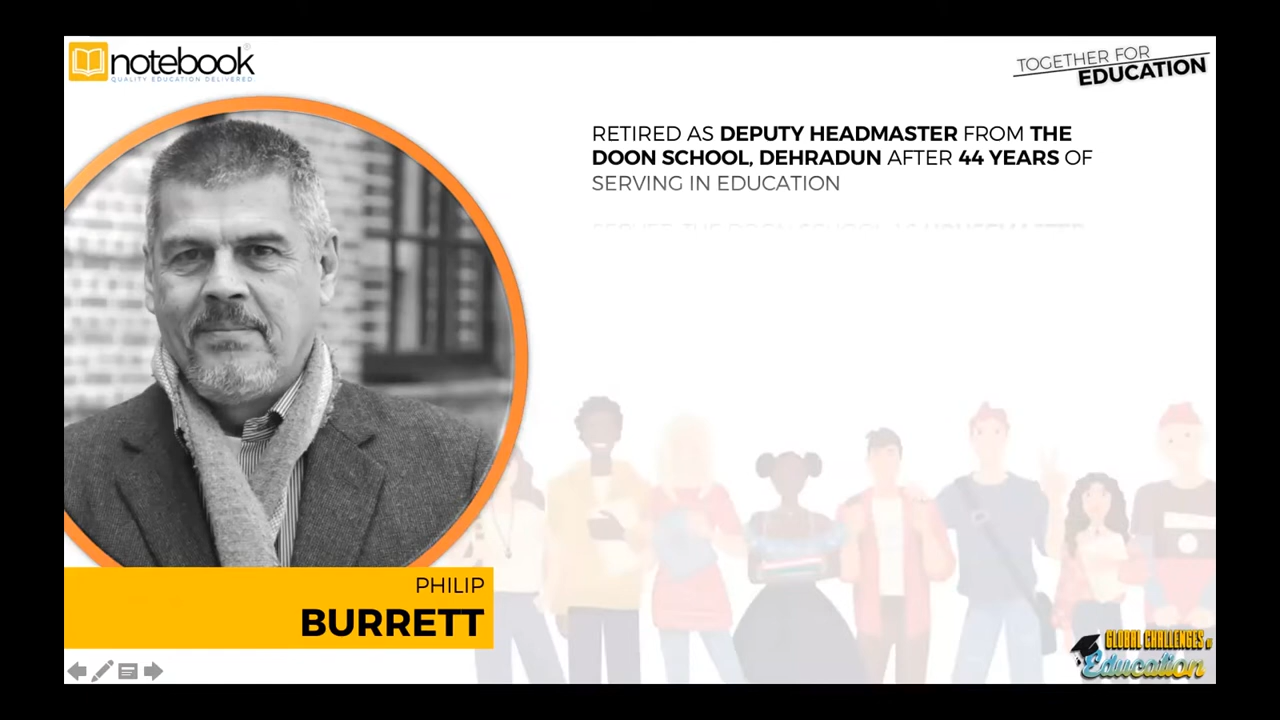 notebook
QUALITY EDUCATION DELIVERED
TOGETHER FOR
EDUCATION
RETIRED AS DEPUTY HEADMASTER FROM THE
DOON SCHOOL, DEHRADUN AFTER 44 YEARS OF
SERVING IN EDUCATION
PHILIP
BURRETT
GLOBAL CHALLENGES
Education